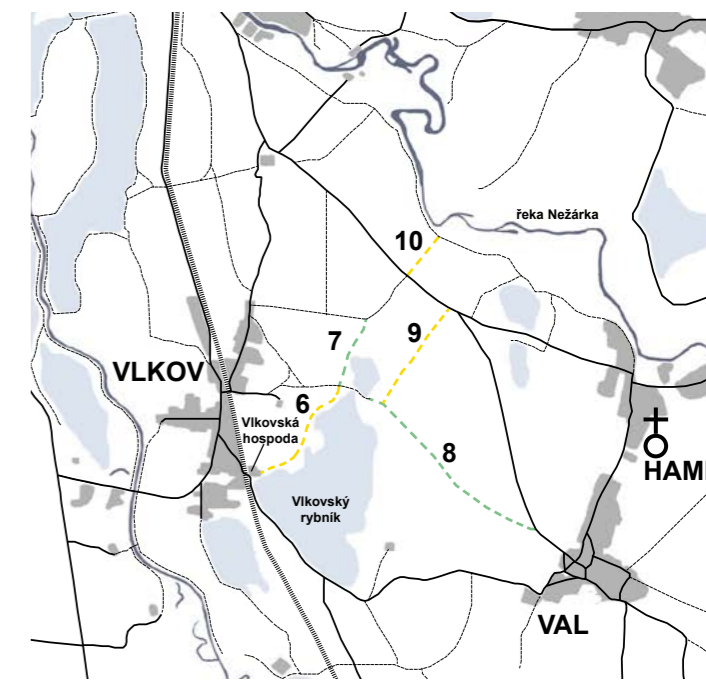 řeka Nežárka
10
7
9
VLKOV
6
Vlkovská
hospoda
8
HAM
Vlkovský
rybník
VAL